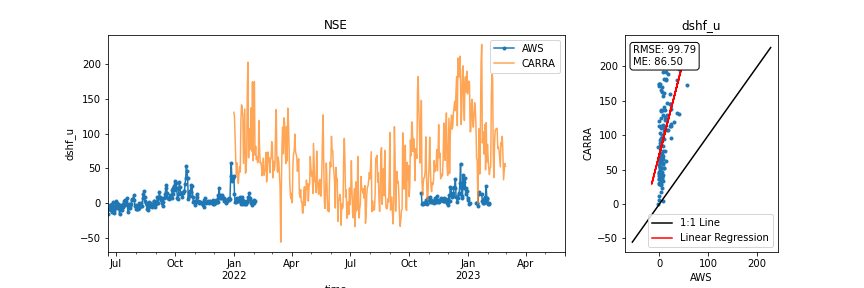 NSE
dshf_u
200
150
100
50
0
−50
Jul
Oct
Jan
2022
Apr
Jul
Oct
Jan
2023
Apr
time
AWS
CARRA
dshf_u
CARRA
200
150
100
50
0
−50
RMSE: 99.79
ME: 86.50
1:1 Line
Linear Regression
0
100
200
AWS